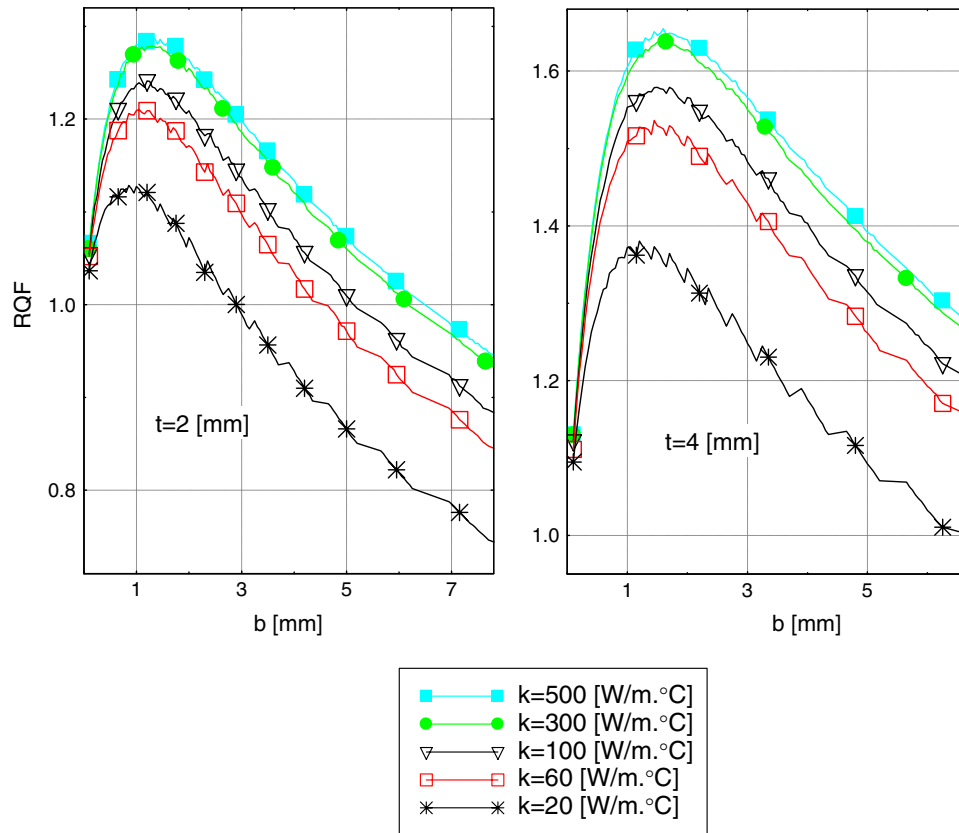 RQF
1.2
1.0
0.8
t=2 [mm]
1 3 5 7
b [mm]
1.6
1.4
1.2
1.0
t=4 [mm]
1 3 5
b [mm]
k=500 [W/m.°C]
k=300 [W/m.°C]
k=100 [W/m.°C]
k=60 [W/m.°C]
k=20 [W/m.°C]